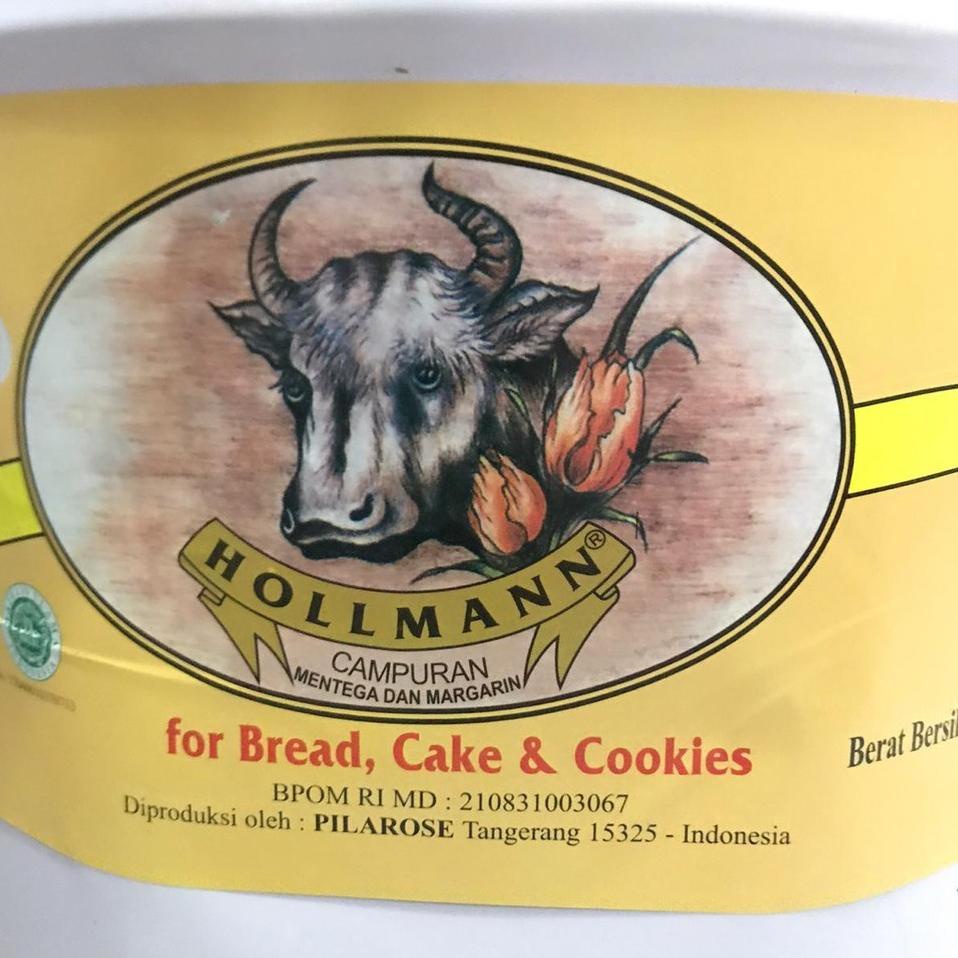 HOLLMANN®
CAMPURAN
MENTEGA DAN MARGARIN
for Bread, Cake & Cookies
BPOM RI MD : 210831003067
Diproduksi oleh : PILAROSE Tangerang 15325 - Indonesia
Berat